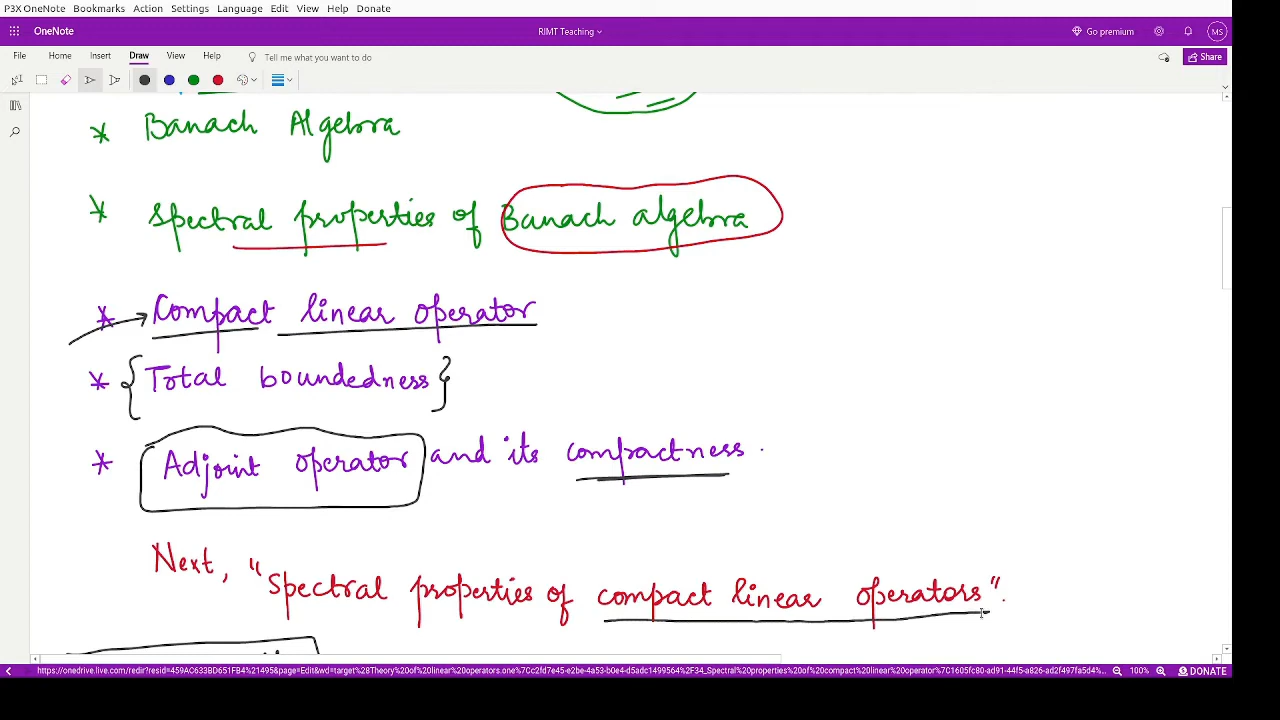 P3X OneNote Bookmarks Action Settings Language Edit View Help Donate
OneNote RIMT Teaching Go premium MS
File Home Insert Draw View Help Tell me what you want to do Share
* Banach Algebra
* Spectral properties of Banach algebra
* Compact linear operator
* {Total boundedness}
* Adjoint operator and its compactness.
Next, "Spectral properties of compact linear operators".
100% DONATE